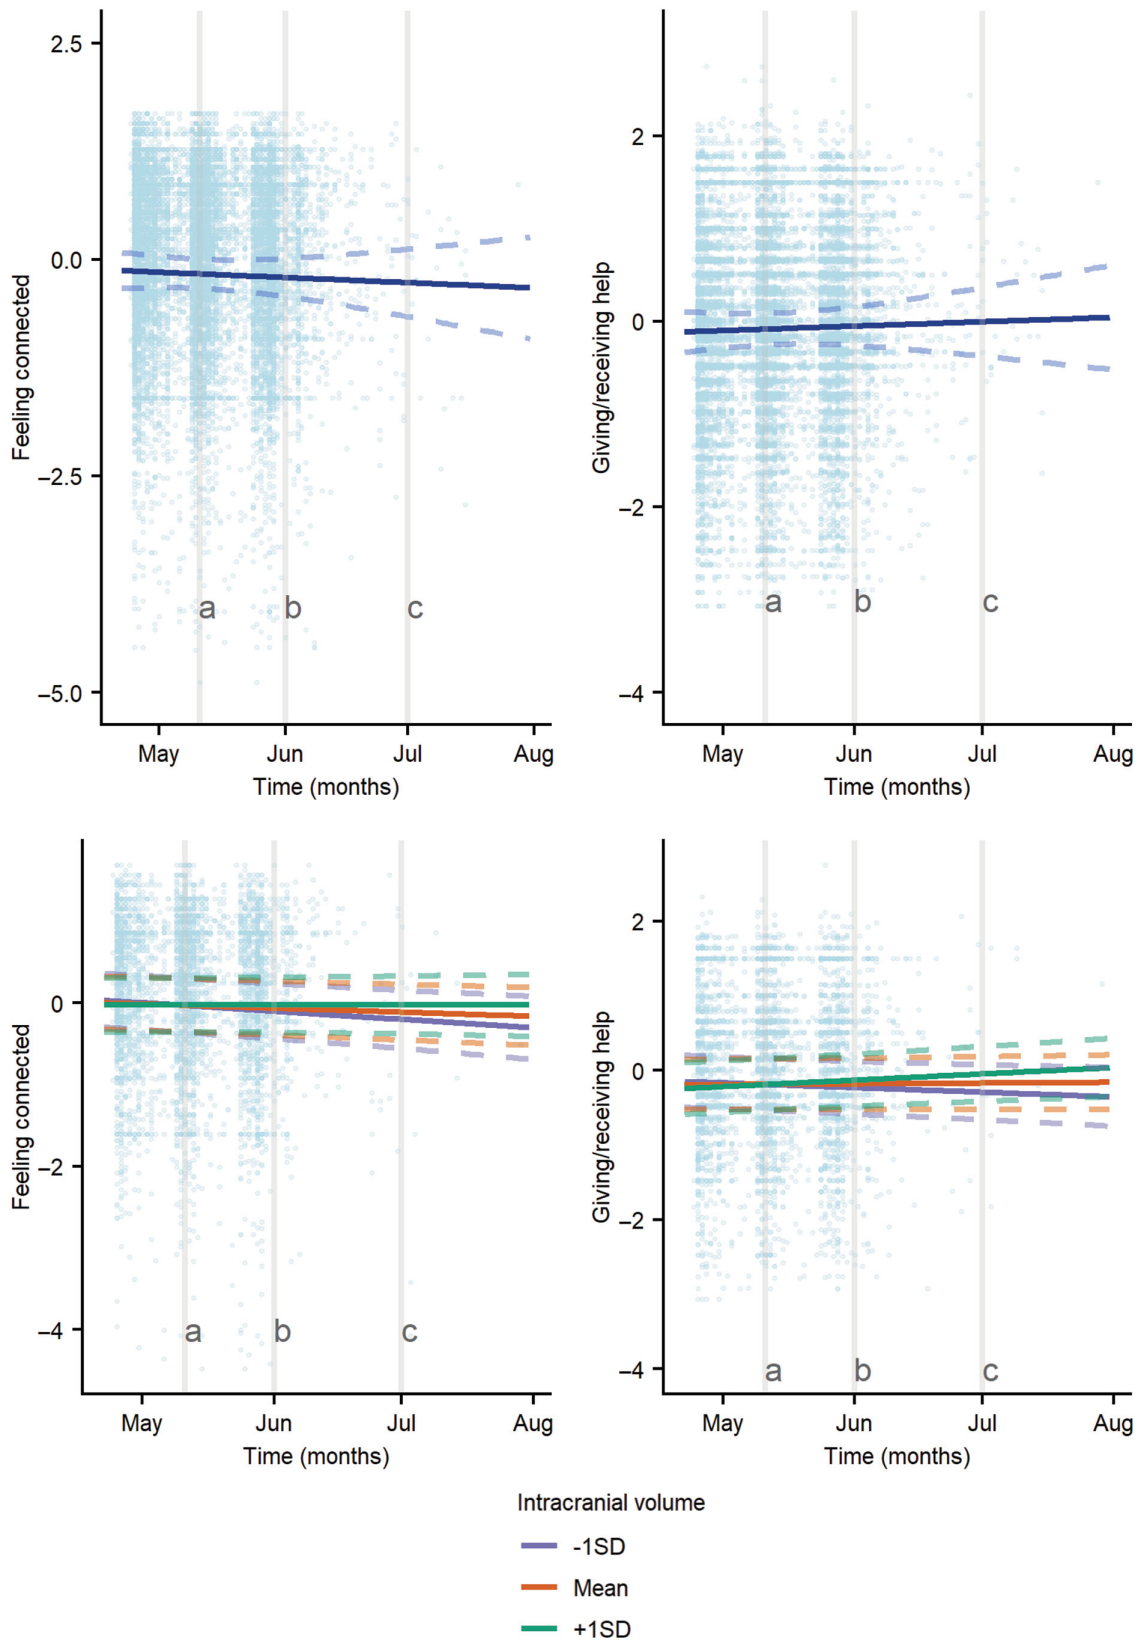 2.5
0.0
−2.5
−5.0
Feeling connected
a
b
c
May
Jun
Jul
Aug
Time (months)
2
0
−2
−4
Giving/receiving help
a
b
c
May
Jun
Jul
Aug
Time (months)
0
−2
−4
Feeling connected
a
b
c
May
Jun
Jul
Aug
Time (months)
2
0
−2
−4
Giving/receiving help
a
b
c
May
Jun
Jul
Aug
Time (months)
Intracranial volume
-1SD
Mean
+1SD